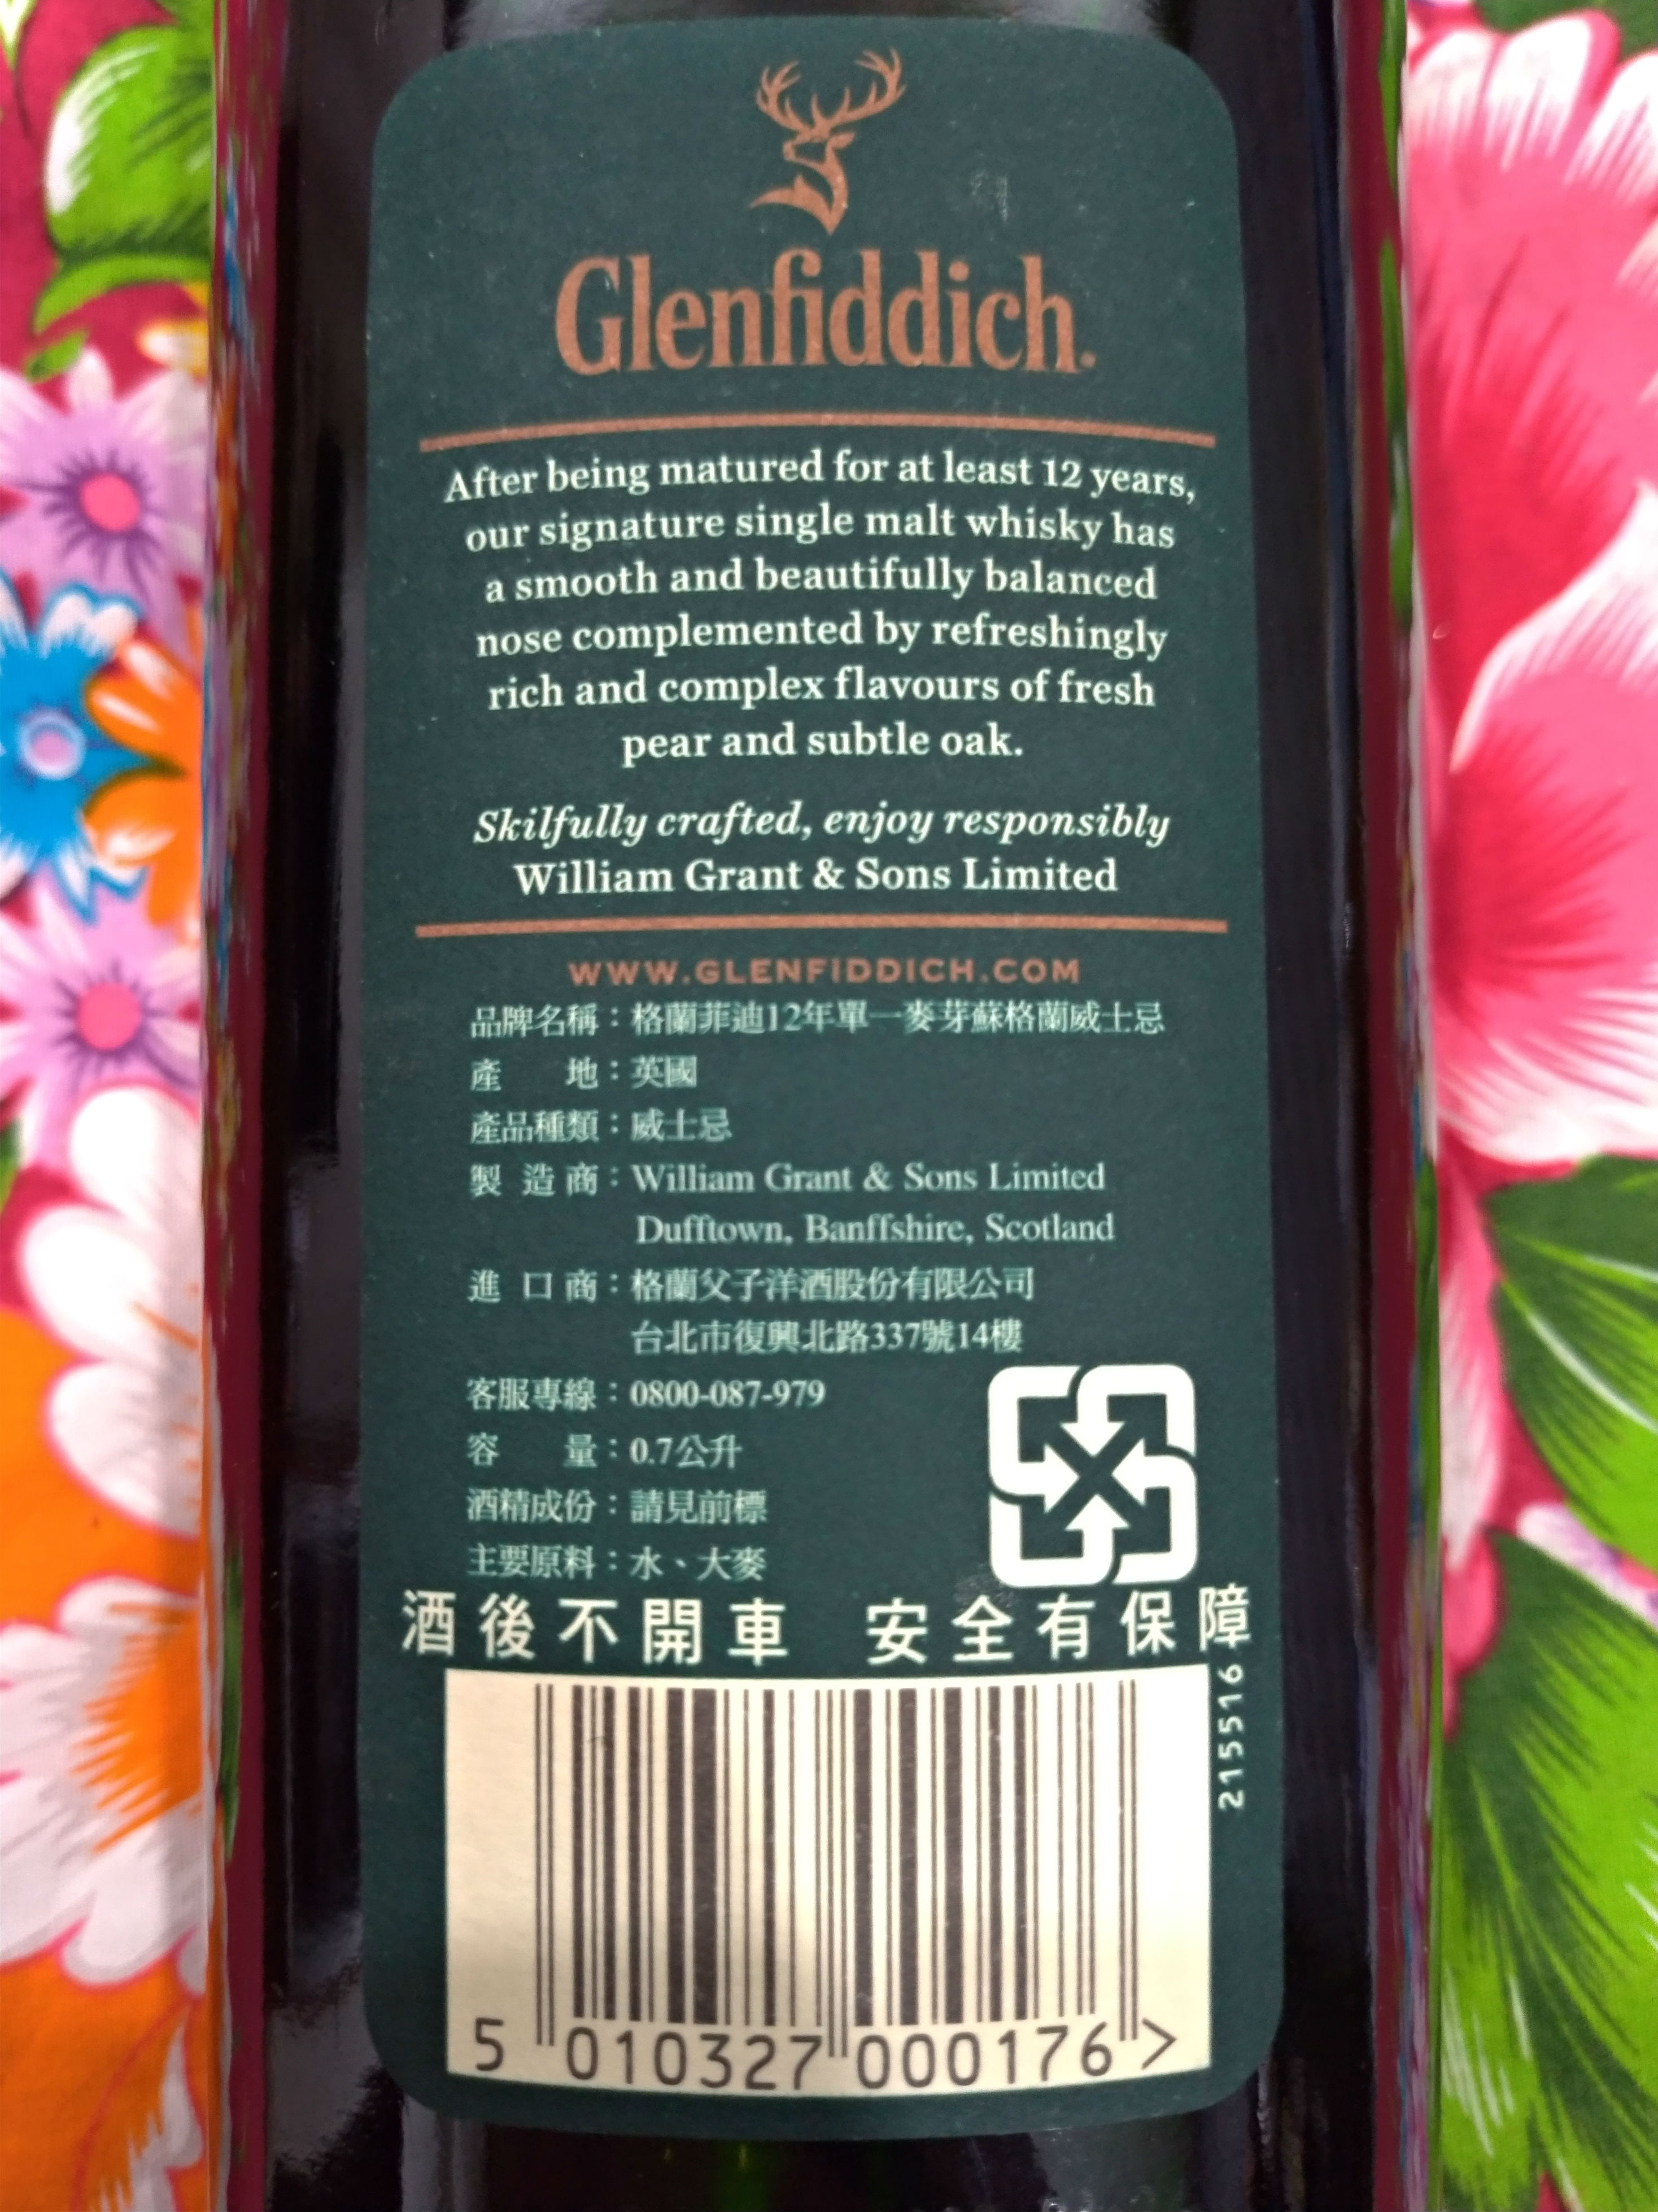 Glenfiddich.
After being matured for at least 12 years,
our signature single malt whisky has
a smooth and beautifully balanced
nose complemented by refreshingly
rich and complex flavours of fresh
pear and subtle oak.
Skilfully crafted, enjoy responsibly
William Grant & Sons Limited
WWW.GLENFIDDICH.COM
品牌名稱：格蘭菲迪12年單一麥芽蘇格蘭威士忌
產地：英國
產品種類：威士忌
製造商：William Grant & Sons Limited
Dufftown, Banffshire, Scotland
進口商：格蘭父子洋酒股份有限公司
台北市復興北路337號14樓
客服專線：0800-087-979
容量：0.7公升
酒精成份：請見前標
主要原料：水、大麥
酒後不開車 安全有保障
215516
5 010327 000176 >